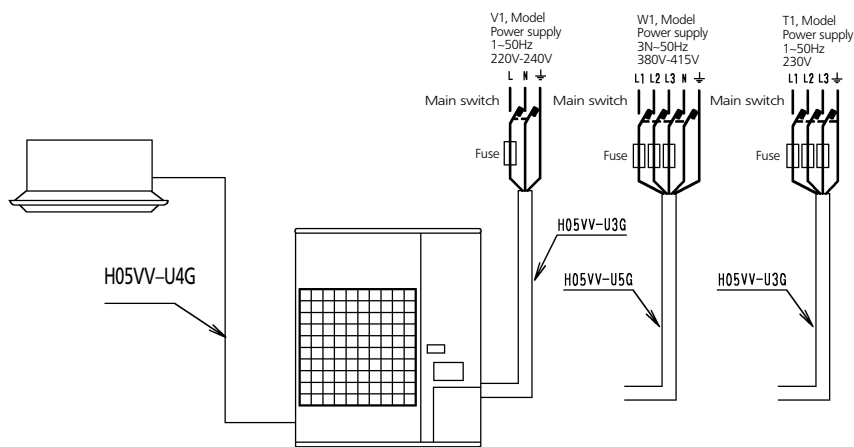 V1, Model
Power supply
1~50Hz
220V-240V
L N
Main switch
Fuse
H05VV-U3G
W1, Model
Power supply
3N~50Hz
380V-415V
L1 L2 L3 N
Main switch
Fuse
H05VV-U5G
T1, Model
Power supply
1~50Hz
230V
L1 L2 L3
Main switch
Fuse
H05VV-U3G
H05VV-U4G